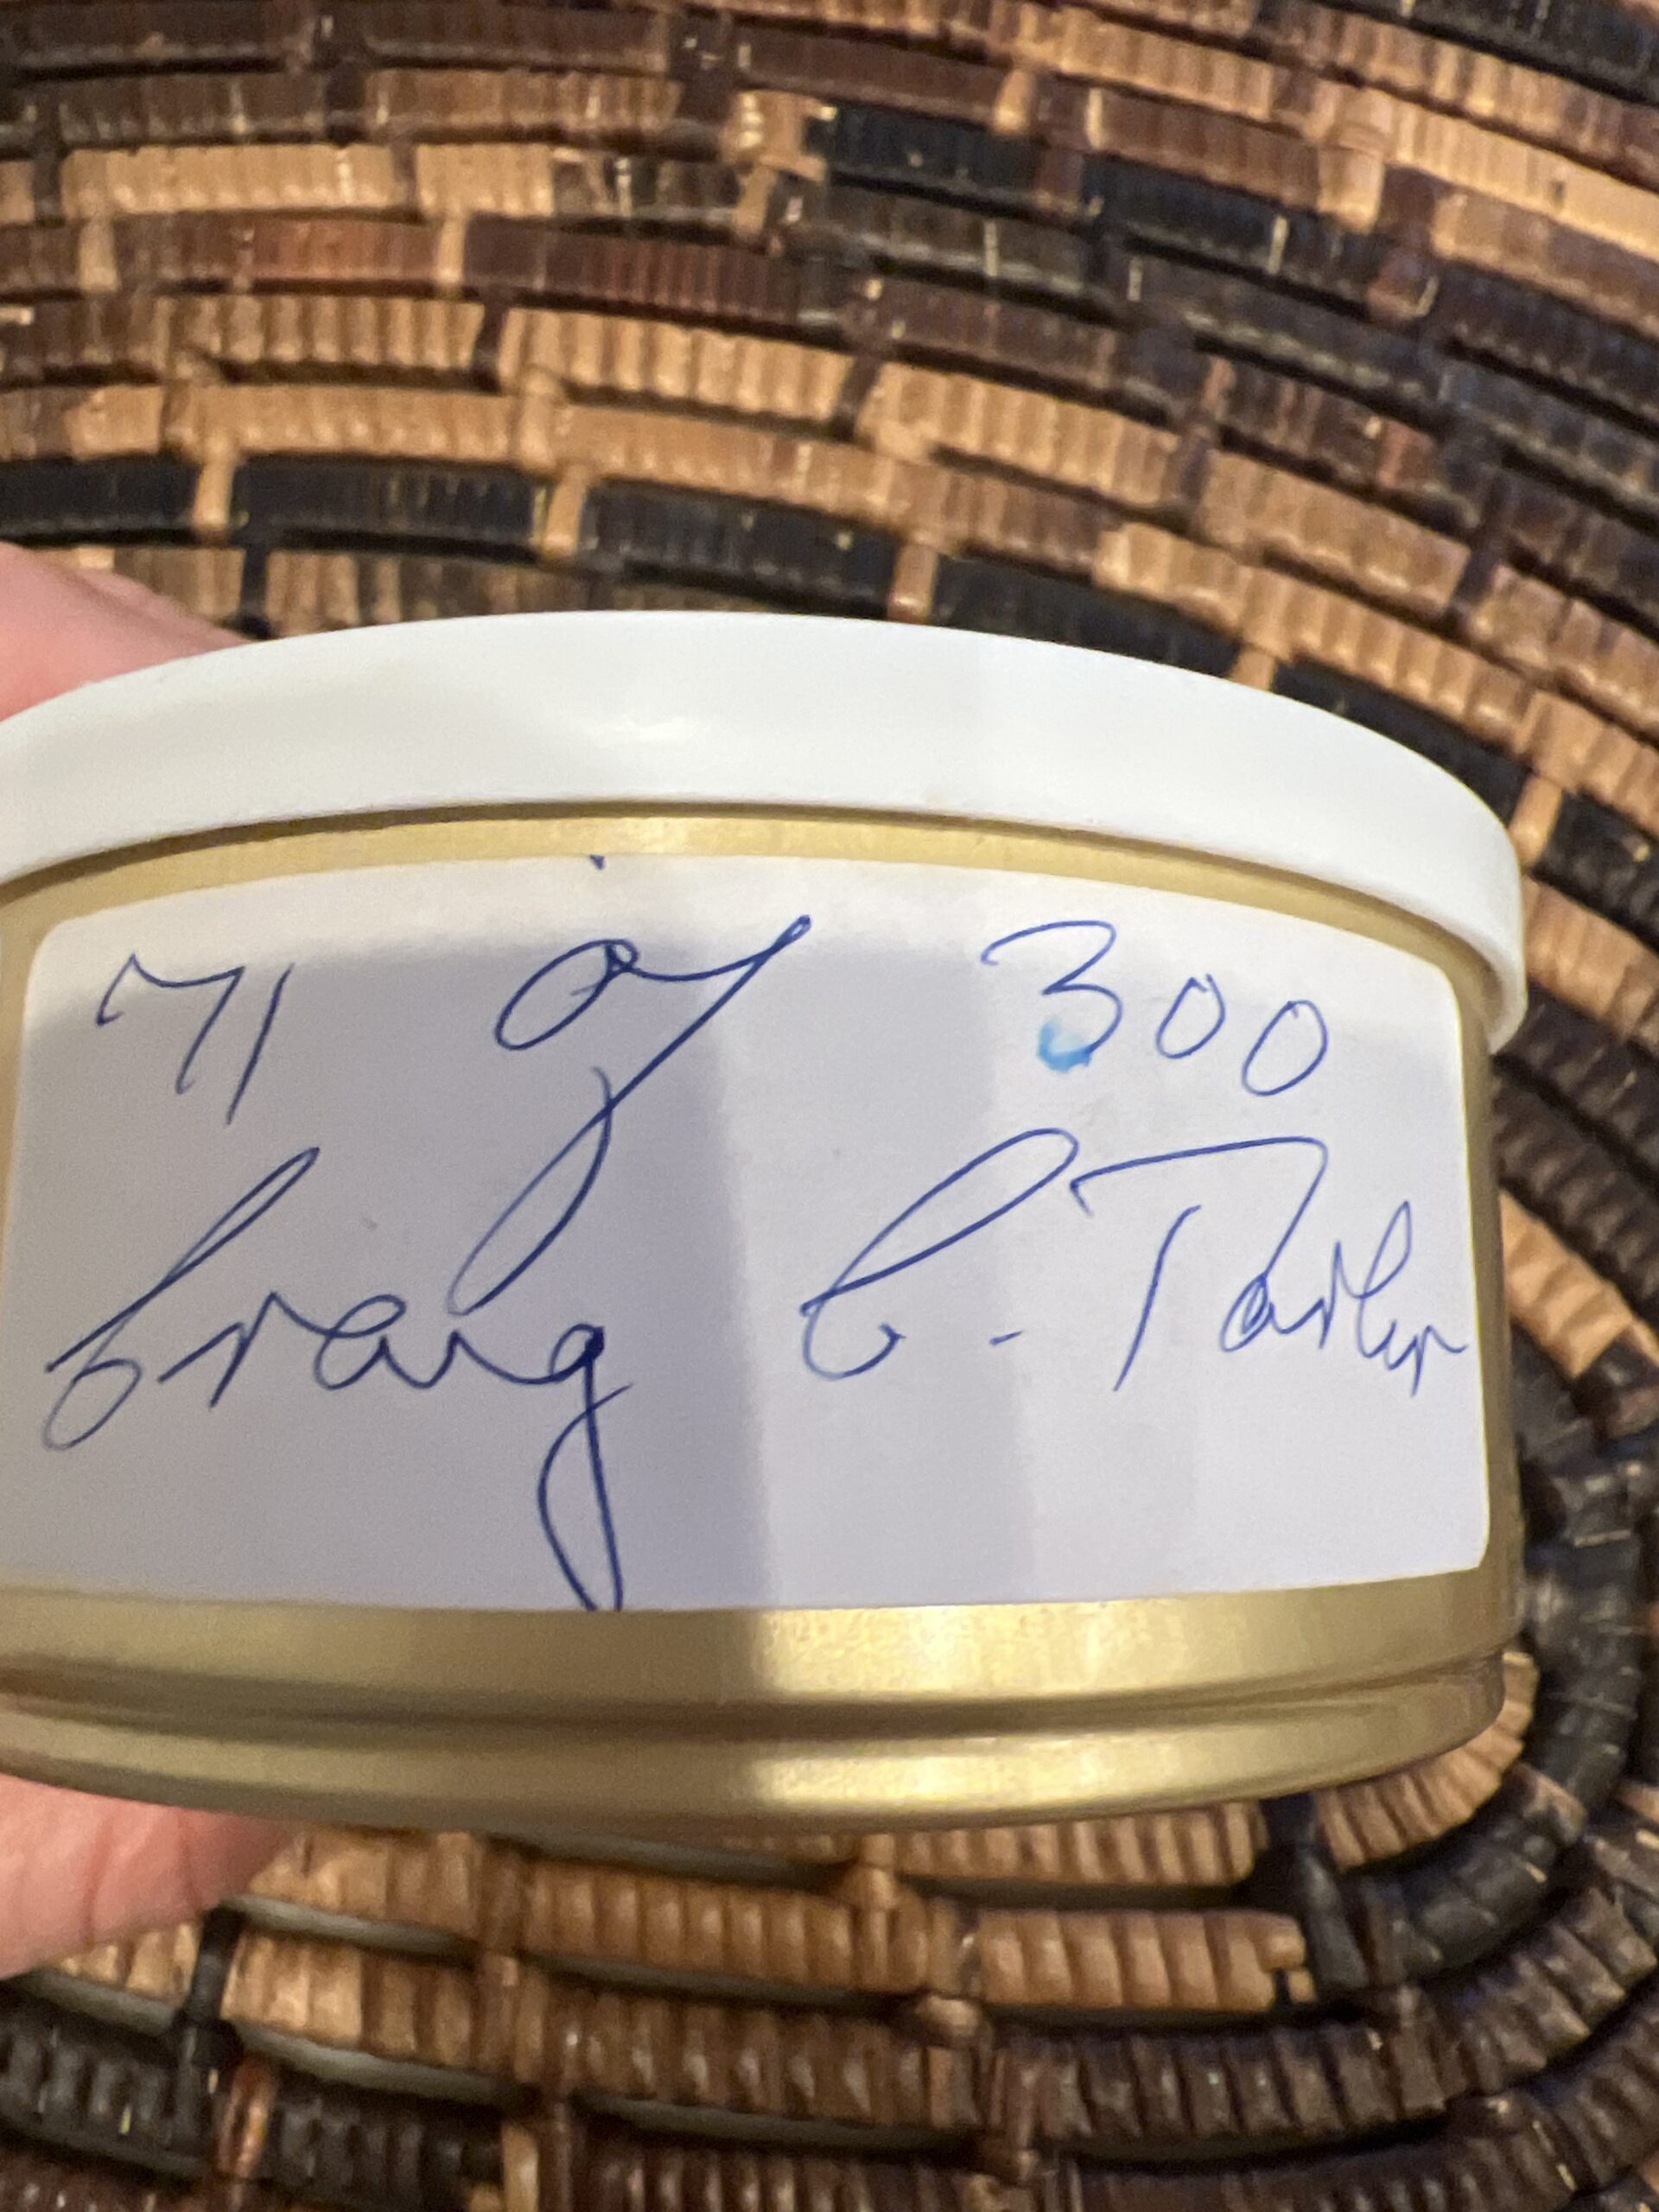 71 of 300
Craig C. Tarler